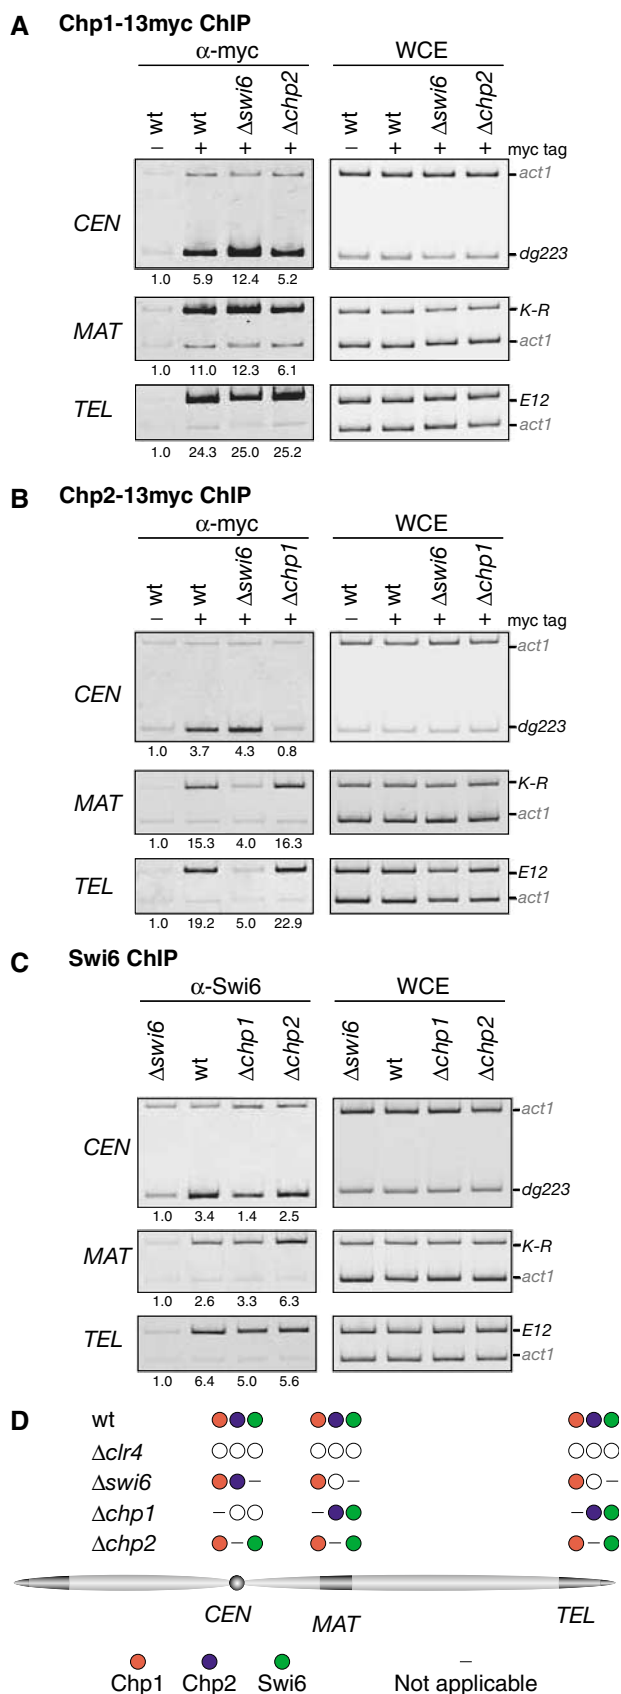 A Chp1-13myc ChIP
α-myc WCE
wt wt Δswi6 Δchp2 wt wt Δswi6 Δchp2
– + + + – + + + myc tag
act1
CEN
dg223
1.0 5.9 12.4 5.2
MAT
K-R
act1
1.0 11.0 12.3 6.1
TEL
E12
act1
1.0 24.3 25.0 25.2
B Chp2-13myc ChIP
α-myc WCE
wt wt Δswi6 Δchp1 wt wt Δswi6 Δchp1
– + + + – + + + myc tag
act1
CEN
dg223
1.0 3.7 4.3 0.8
MAT
K-R
act1
1.0 15.3 4.0 16.3
TEL
E12
act1
1.0 19.2 5.0 22.9
C Swi6 ChIP
α-Swi6 WCE
Δswi6 wt Δchp1 Δchp2 Δswi6 wt Δchp1 Δchp2
act1
CEN
dg223
1.0 3.4 1.4 2.5
MAT
K-R
act1
1.0 2.6 3.3 6.3
TEL
E12
act1
1.0 6.4 5.0 5.6
D wt
Δclr4
Δswi6 – – –
Δchp1 – – –
Δchp2 – – –
CEN MAT TEL
– 
Chp1 Chp2 Swi6 Not applicable